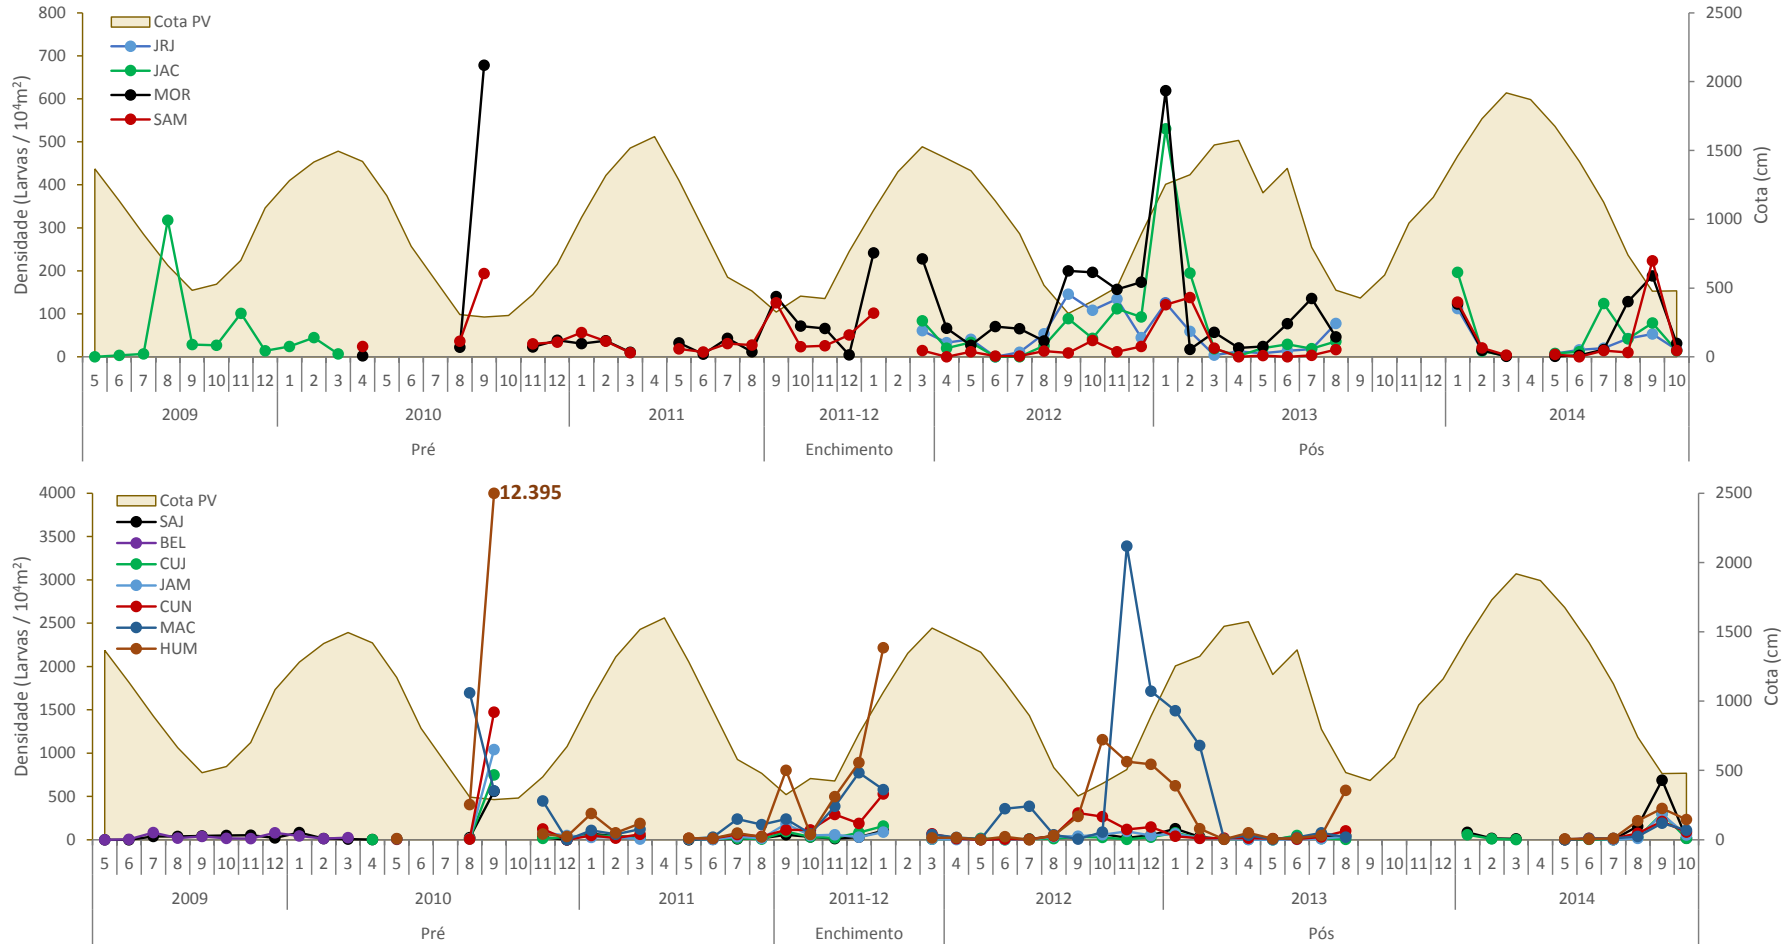 800
700
600
500
400
300
200
100
0
Densidade (Larvas / 10⁴m²)
Cota PV
JRJ
JAC
MOR
SAM
2500
2000
1500
1000
500
0
Cota (cm)
5 6 7 8 9 10 11 12 1 2 3 4 5 6 7 8 9 10 11 12 1 2 3 4 5 6 7 8 9 10 11 12 1 2 3 4 5 6 7 8 9 10 11 12 1 2 3 4 5 6 7 8 9 10 11 12 1 2 3 4 5 6 7 8 9 10
2009 2010 2011 2011-12 2012 2013 2014
Pré Enchimento Pós
4000
3500
3000
2500
2000
1500
1000
500
0
Densidade (Larvas / 10⁴m²)
Cota PV
SAJ
BEL
CUJ
JAM
CUN
MAC
HUM
12.395
2500
2000
1500
1000
500
0
Cota (cm)
5 6 7 8 9 10 11 12 1 2 3 4 5 6 7 8 9 10 11 12 1 2 3 4 5 6 7 8 9 10 11 12 1 2 3 4 5 6 7 8 9 10 11 12 1 2 3 4 5 6 7 8 9 10 11 12 1 2 3 4 5 6 7 8 9 10
2009 2010 2011 2011-12 2012 2013 2014
Pré Enchimento Pós